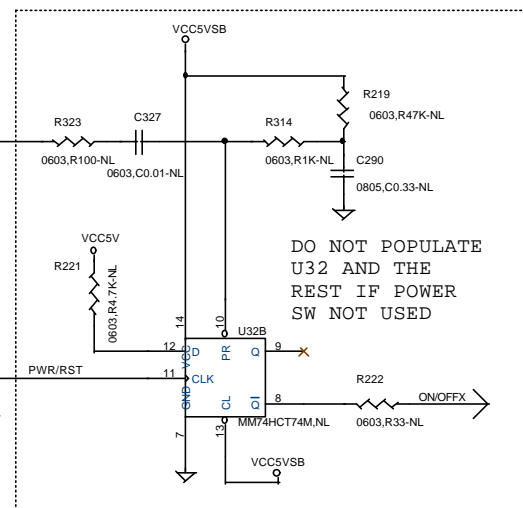 VCC5VSB
R219
0603,R47K-NL
R323
C327
R314
0603,R100-NL
0603,C0.01-NL
0603,R1K-NL
C290
0805,C0.33-NL
VCC5V
R221
0603,R4.7K-NL
DO NOT POPULATE
U32 AND THE
REST IF POWER
SW NOT USED
14
10
U32B
12
D
VCC
PR
Q
9
PWR/RST
11
CLK
GND
CL
Q
8
R222
ON/OFFX
0603,R33-NL
MM74HCT74M,NL
7
13
VCC5VSB